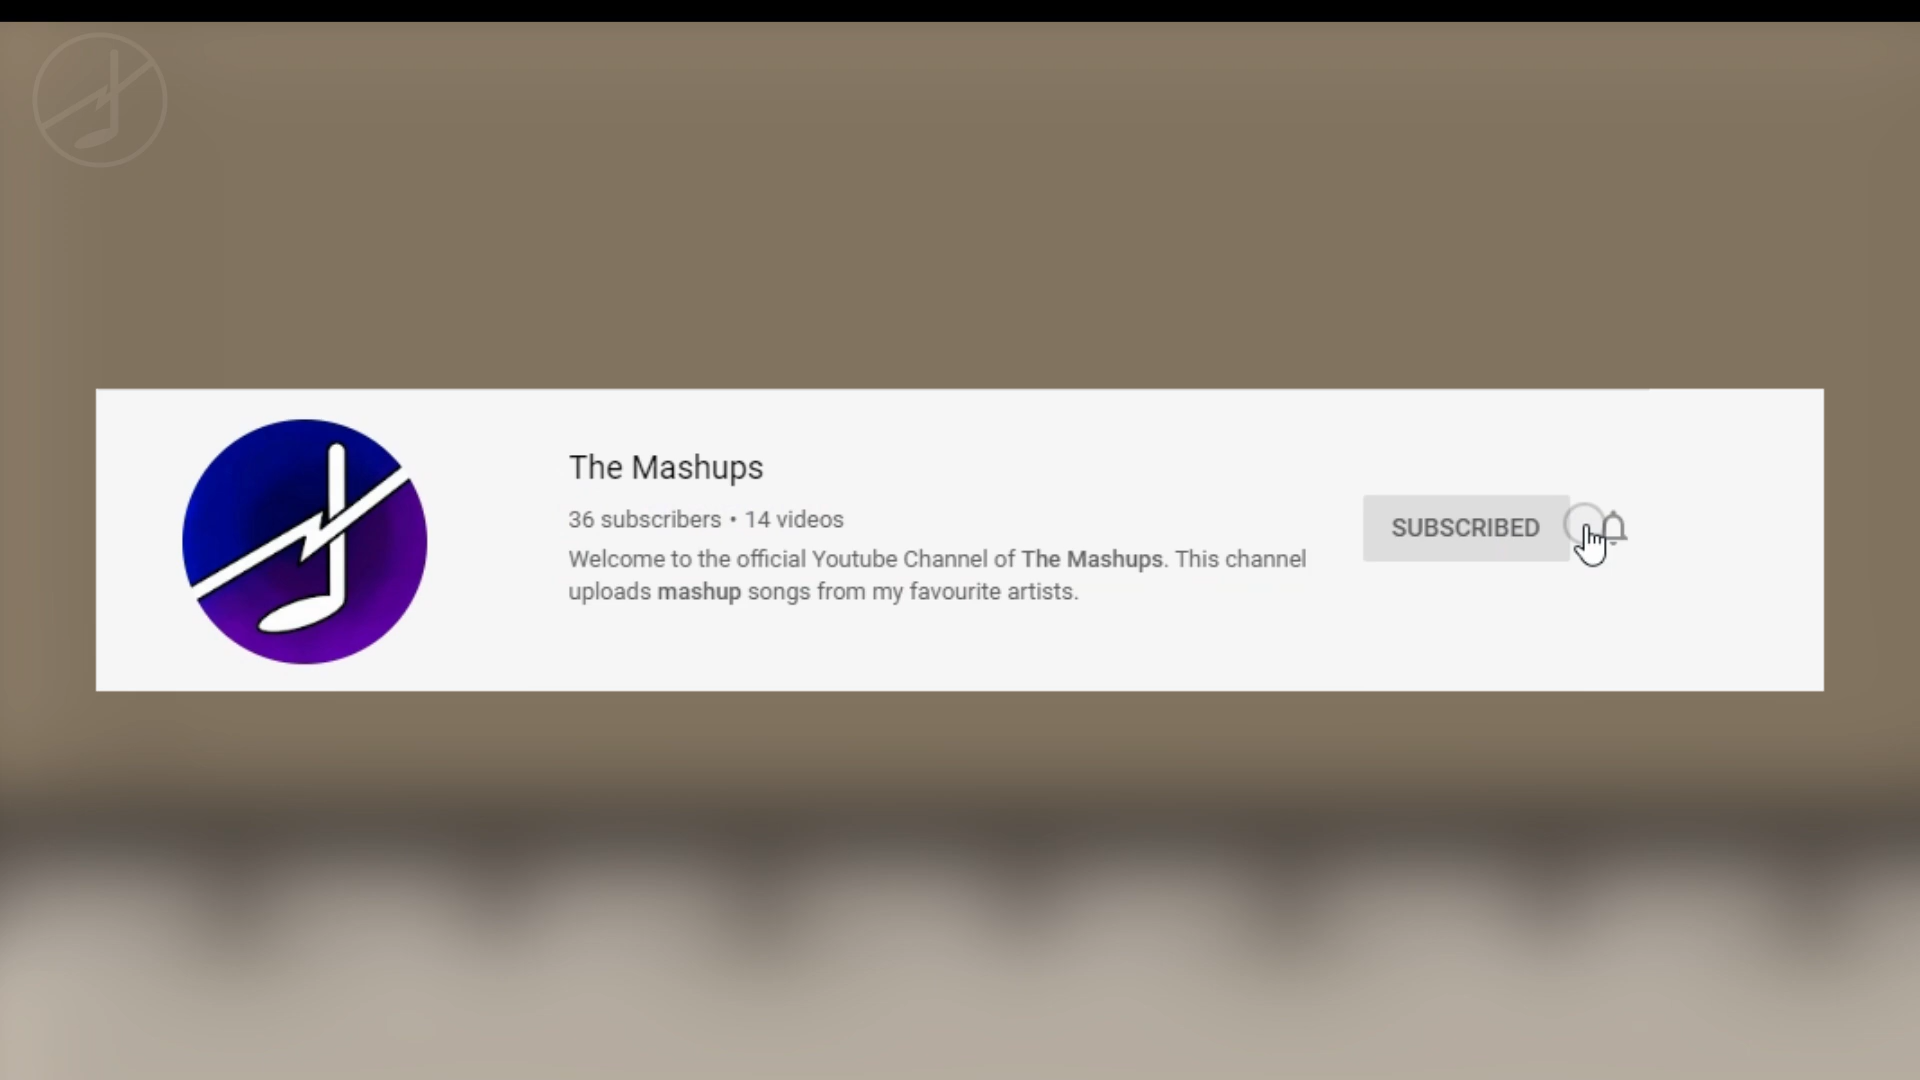 The Mashups
36 subscribers • 14 videos
Welcome to the official Youtube Channel of The Mashups. This channel
uploads mashup songs from my favourite artists.
SUBSCRIBED